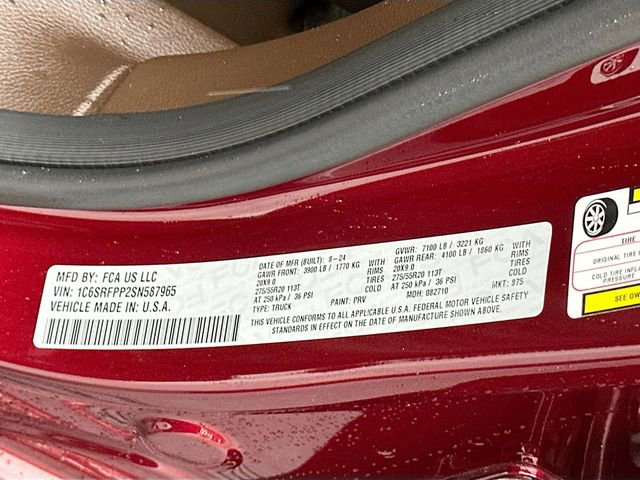 MFD BY: FCA US LLC
VIN: 1C6SRFPP2SN587965
VEHICLE MADE IN: U.S.A.
DATE OF MFR (BUILT): 8-24
GAWR FRONT: 3900 LB / 1770 KG WITH
20X9.0 RIMS
275/55R20 113T TIRES
AT 250 kPa / 36 PSI COLD
TYPE: TRUCK PAINT: PRV
GVWR: 7100 LB / 3221 KG
GAWR REAR: 4100 LB / 1860 KG WITH
20X9.0 RIMS
275/55R20 113T TIRES
AT 250 kPa / 36 PSI COLD
MDH: 082710 MKT: 875
THIS VEHICLE CONFORMS TO ALL APPLICABLE U.S.A. FEDERAL MOTOR VEHICLE SAFETY
STANDARDS IN EFFECT ON THE DATE OF MANUFACTURE SHOWN ABOVE.
TIRE
ORIGINAL TIRE S
COLD TIRE INFL
PRESSURE
SEE OW